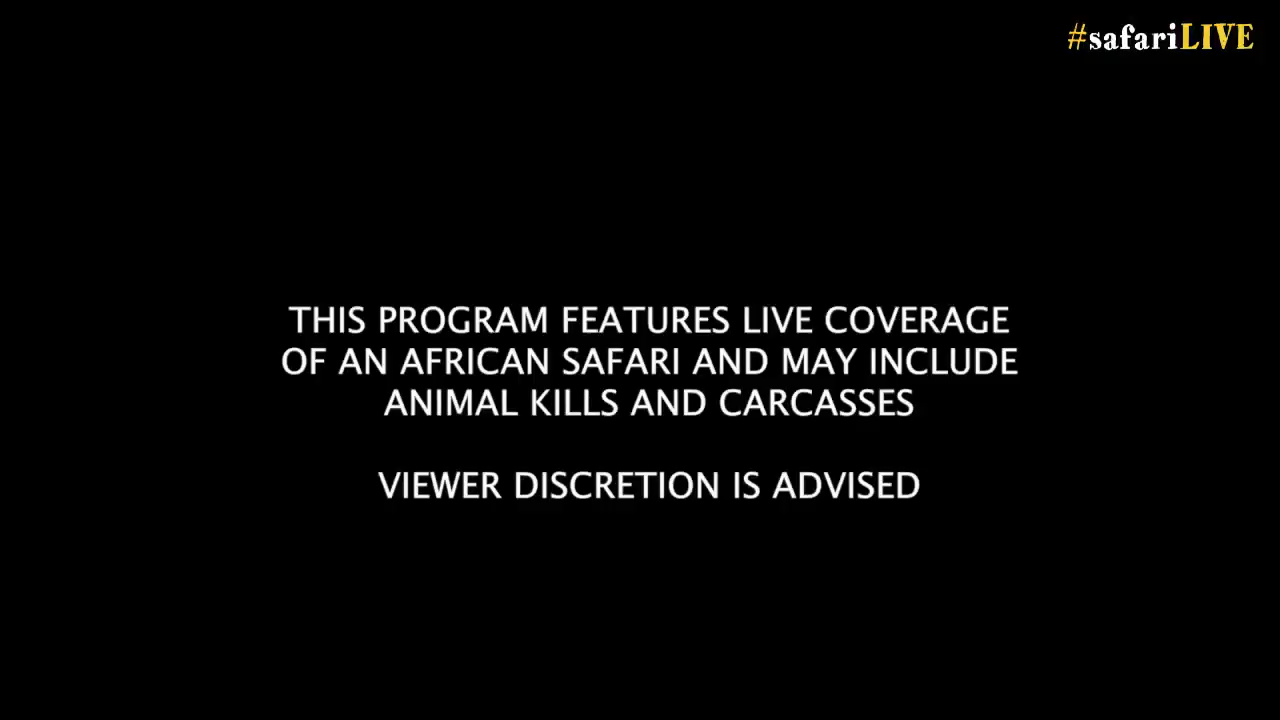 #safariLIVE
THIS PROGRAM FEATURES LIVE COVERAGE
OF AN AFRICAN SAFARI AND MAY INCLUDE
ANIMAL KILLS AND CARCASSES
VIEWER DISCRETION IS ADVISED